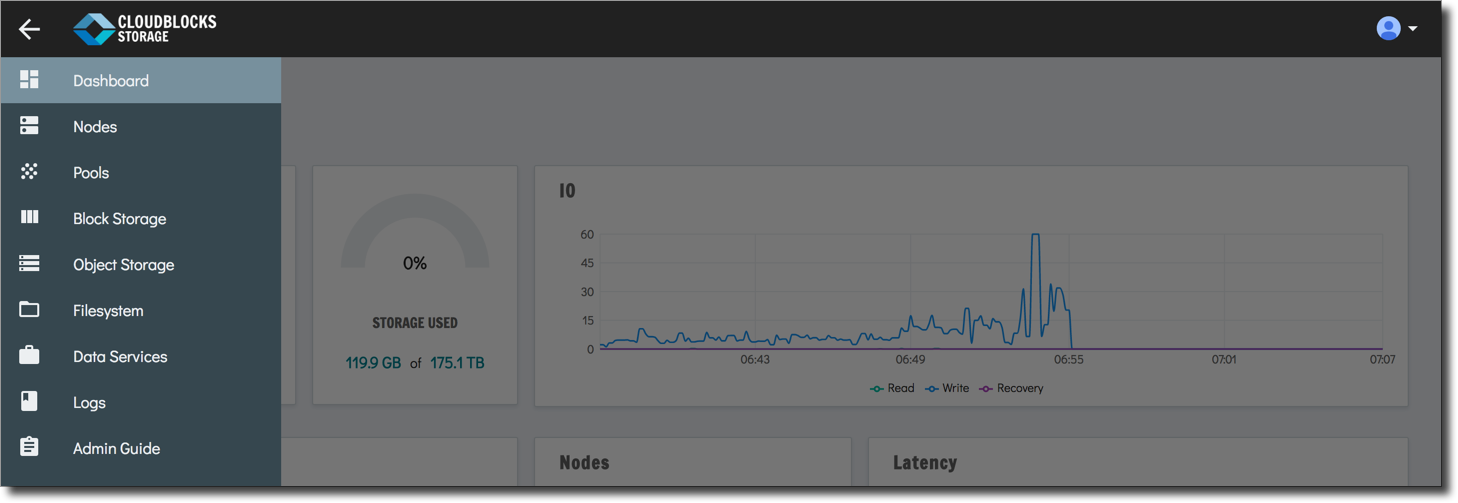 CLOUDBLOCKS
STORAGE
Dashboard
Nodes
Pools
Block Storage
Object Storage
Filesystem
Data Services
Logs
Admin Guide
0%
STORAGE USED
119.9 GB of 175.1 TB
IO
60
45
30
15
0
06:43 06:49 06:55 07:01 07:07
Read Write Recovery
Nodes
Latency